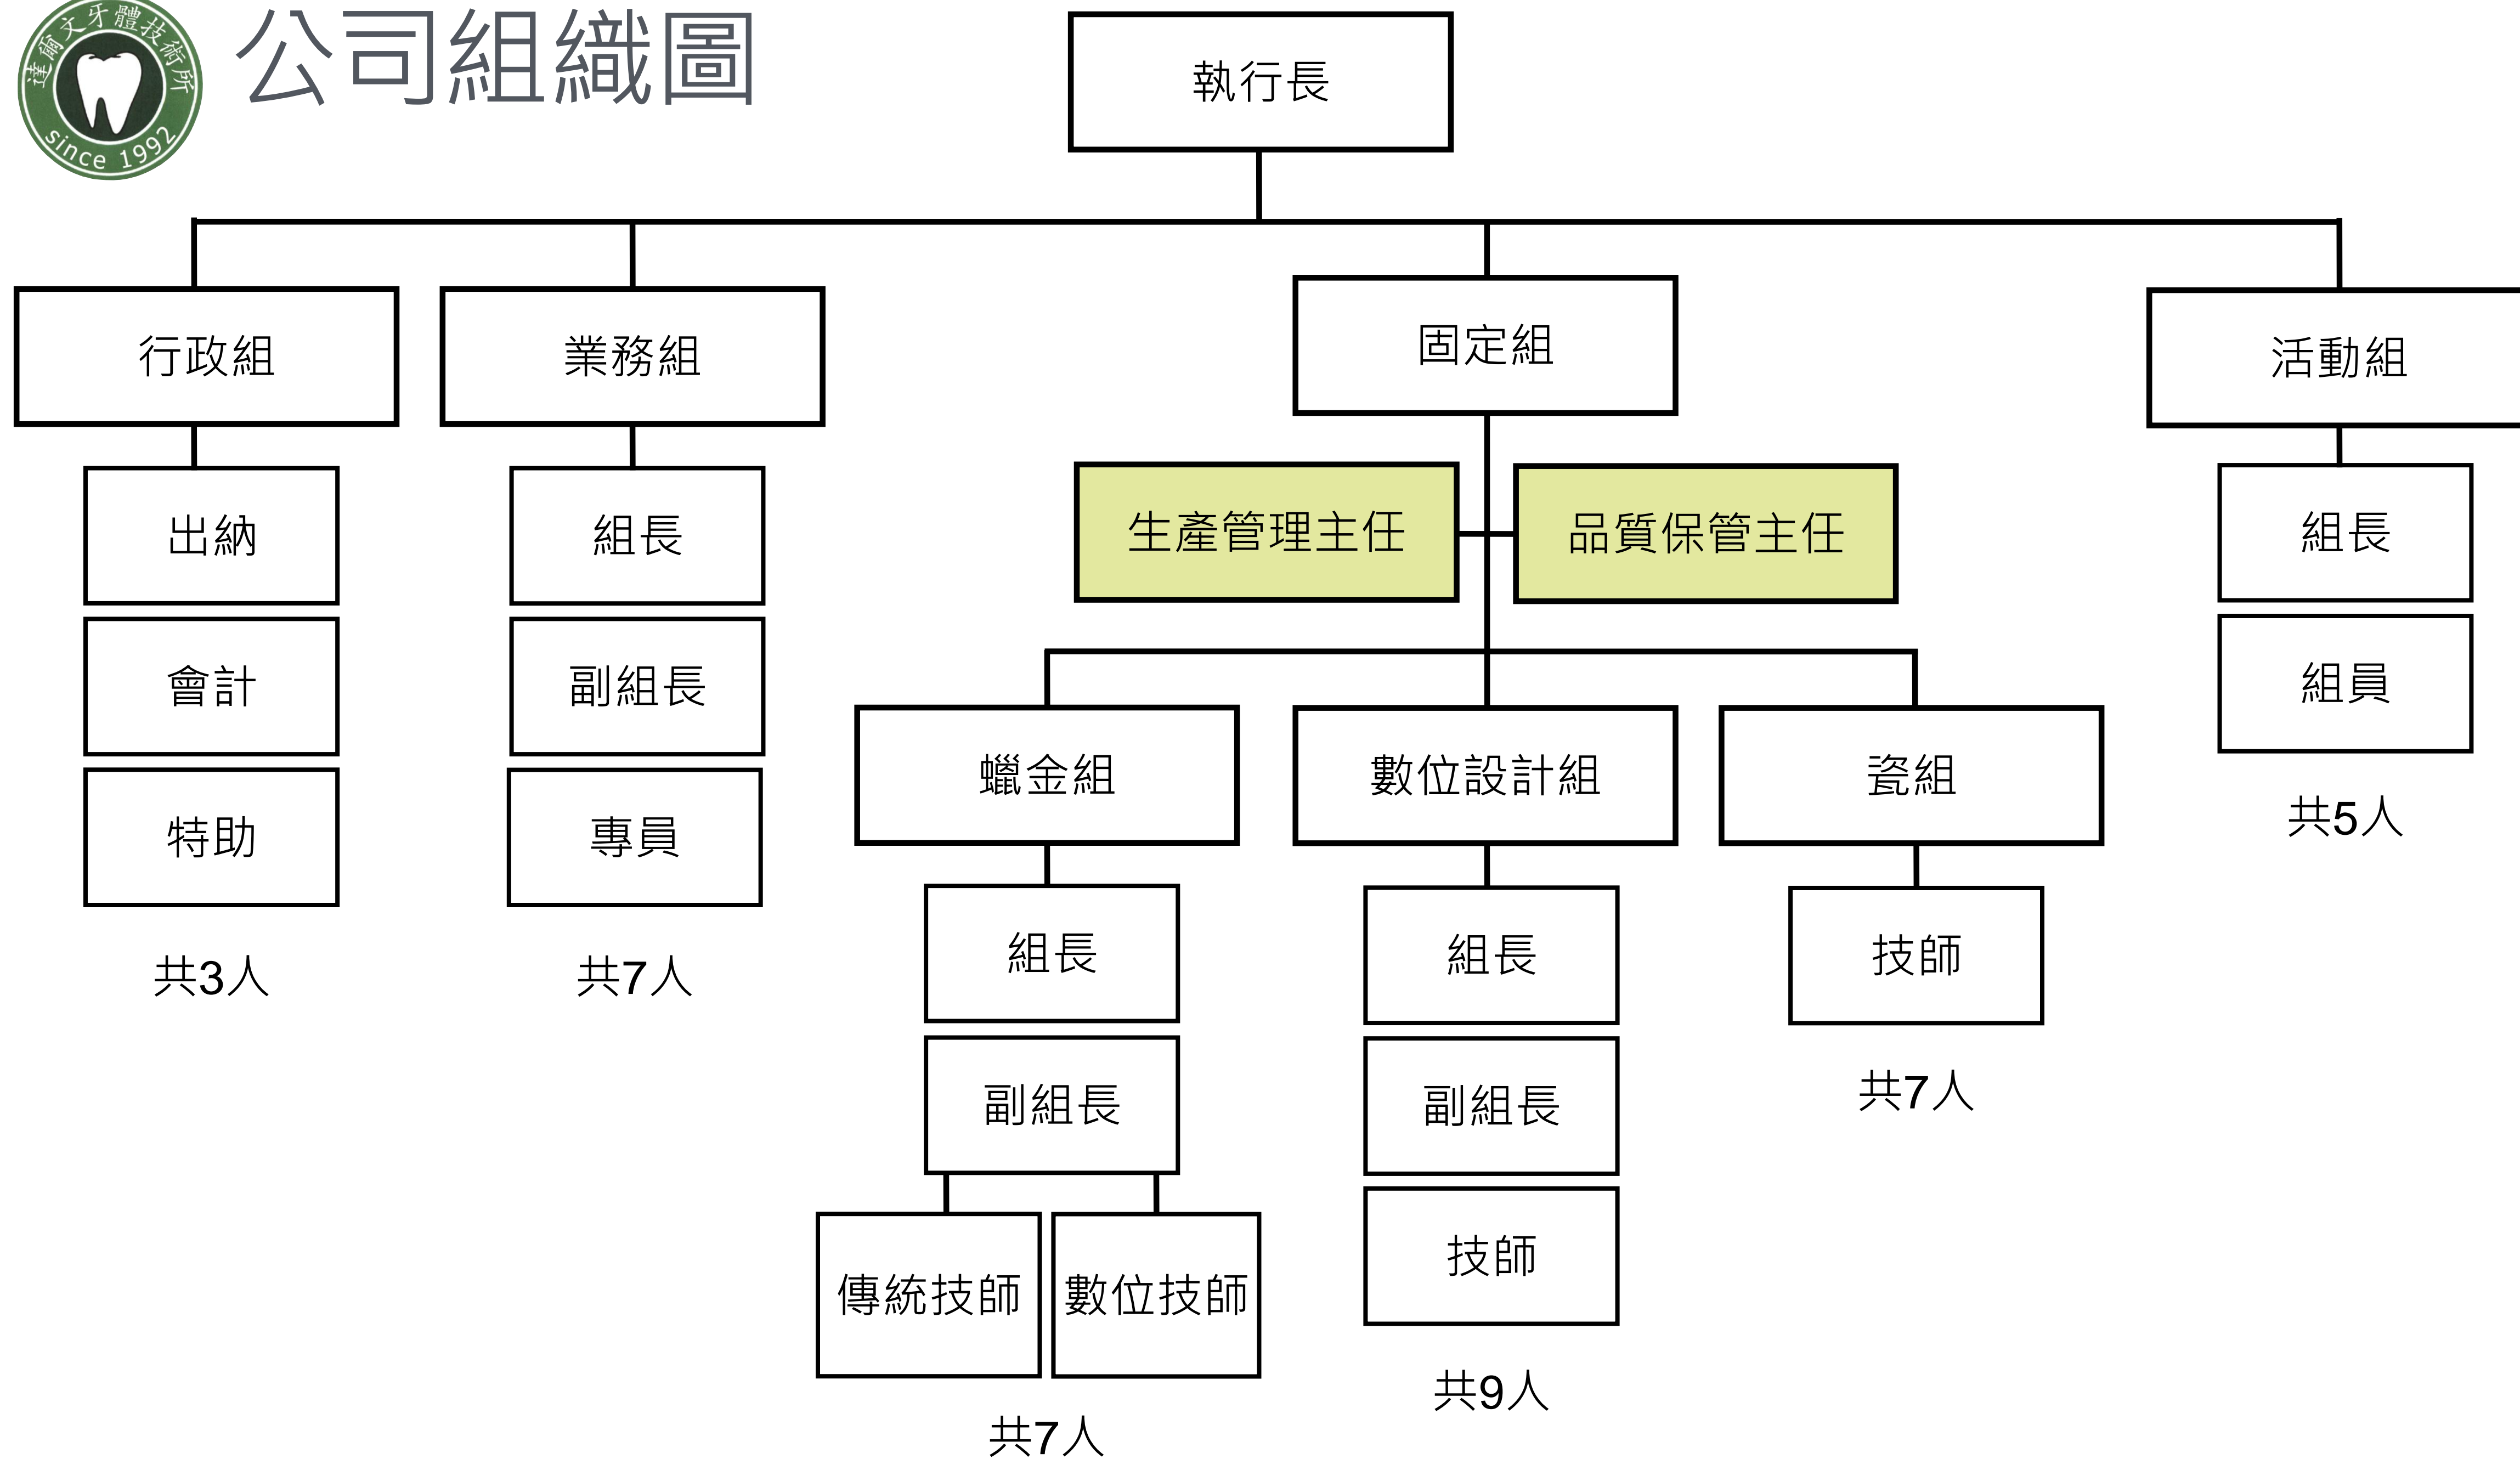 達爾文牙體技術所
since 1992
公司組織圖
執行長
行政組
業務組
固定組
活動組
出納
會計
特助
共3人
組長
副組長
專員
共7人
生產管理主任
品質保管主任
蠟金組
數位設計組
瓷組
組長
副組長
傳統技師
數位技師
共7人
組長
副組長
技師
共9人
技師
共7人
組長
組員
共5人